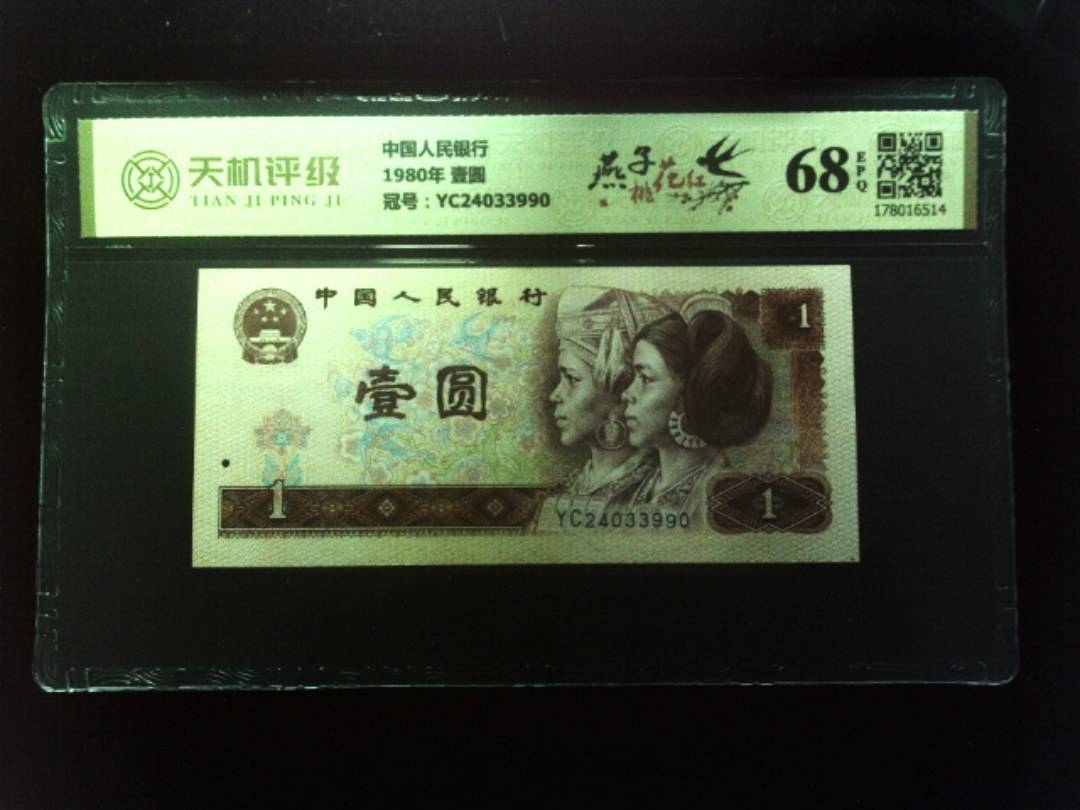 天机评级
TIAN JI PING JI
中国人民银行
1980年 壹圆
冠号：YC24033990
燕子
桃花红
68
EPQ
178016514
中国人民银行
1
壹圆
1
YC24033990
1